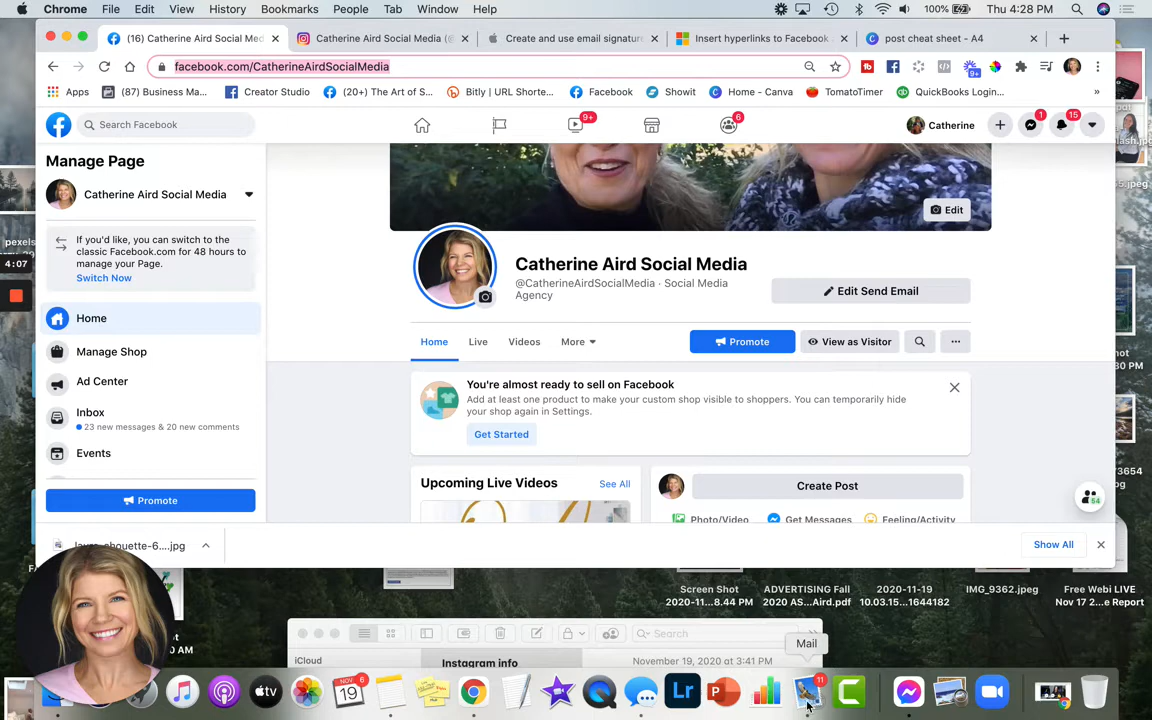 Chrome File Edit View History Bookmarks People Tab Window Help 100% Thu 4:28 PM
(16) Catherine Aird Social Med Catherine Aird Social Media (@ Create and use email signatur Insert hyperlinks to Facebook post cheat sheet - A4
facebook.com/CatherineAirdSocialMedia
Apps (87) Business Ma... Creator Studio (20+) The Art of S... Bitly | URL Shorte... Facebook Showit Home - Canva TomatoTimer QuickBooks Login... »
Search Facebook 9+ 6 Catherine 1 15
Manage Page
Catherine Aird Social Media
If you'd like, you can switch to the
classic Facebook.com for 48 hours to
manage your Page.
Switch Now
4:07
Home
Manage Shop
Ad Center
Inbox
23 new messages & 20 new comments
Events
Promote
Edit
Catherine Aird Social Media
@CatherineAirdSocialMedia · Social Media
Agency
Edit Send Email
Home Live Videos More Promote View as Visitor
You're almost ready to sell on Facebook
Add at least one product to make your custom shop visible to shoppers. You can temporarily hide
your shop again in Settings.
Get Started
Upcoming Live Videos See All
Create Post
Photo/Video Get Messages Feeling/Activity
54
Show All
Screen Shot
2020-11...8.44 PM
ADVERTISING Fall
2020 AS...Aird.pdf
2020-11-19
10.03.15...1644182
IMG_9362.jpeg
Free Webi LIVE
Nov 17 2...e Report
Search
Mail
iCloud
Instagram info
November 19, 2020 at 3:41 PM
NOV
19
6
11
Lr